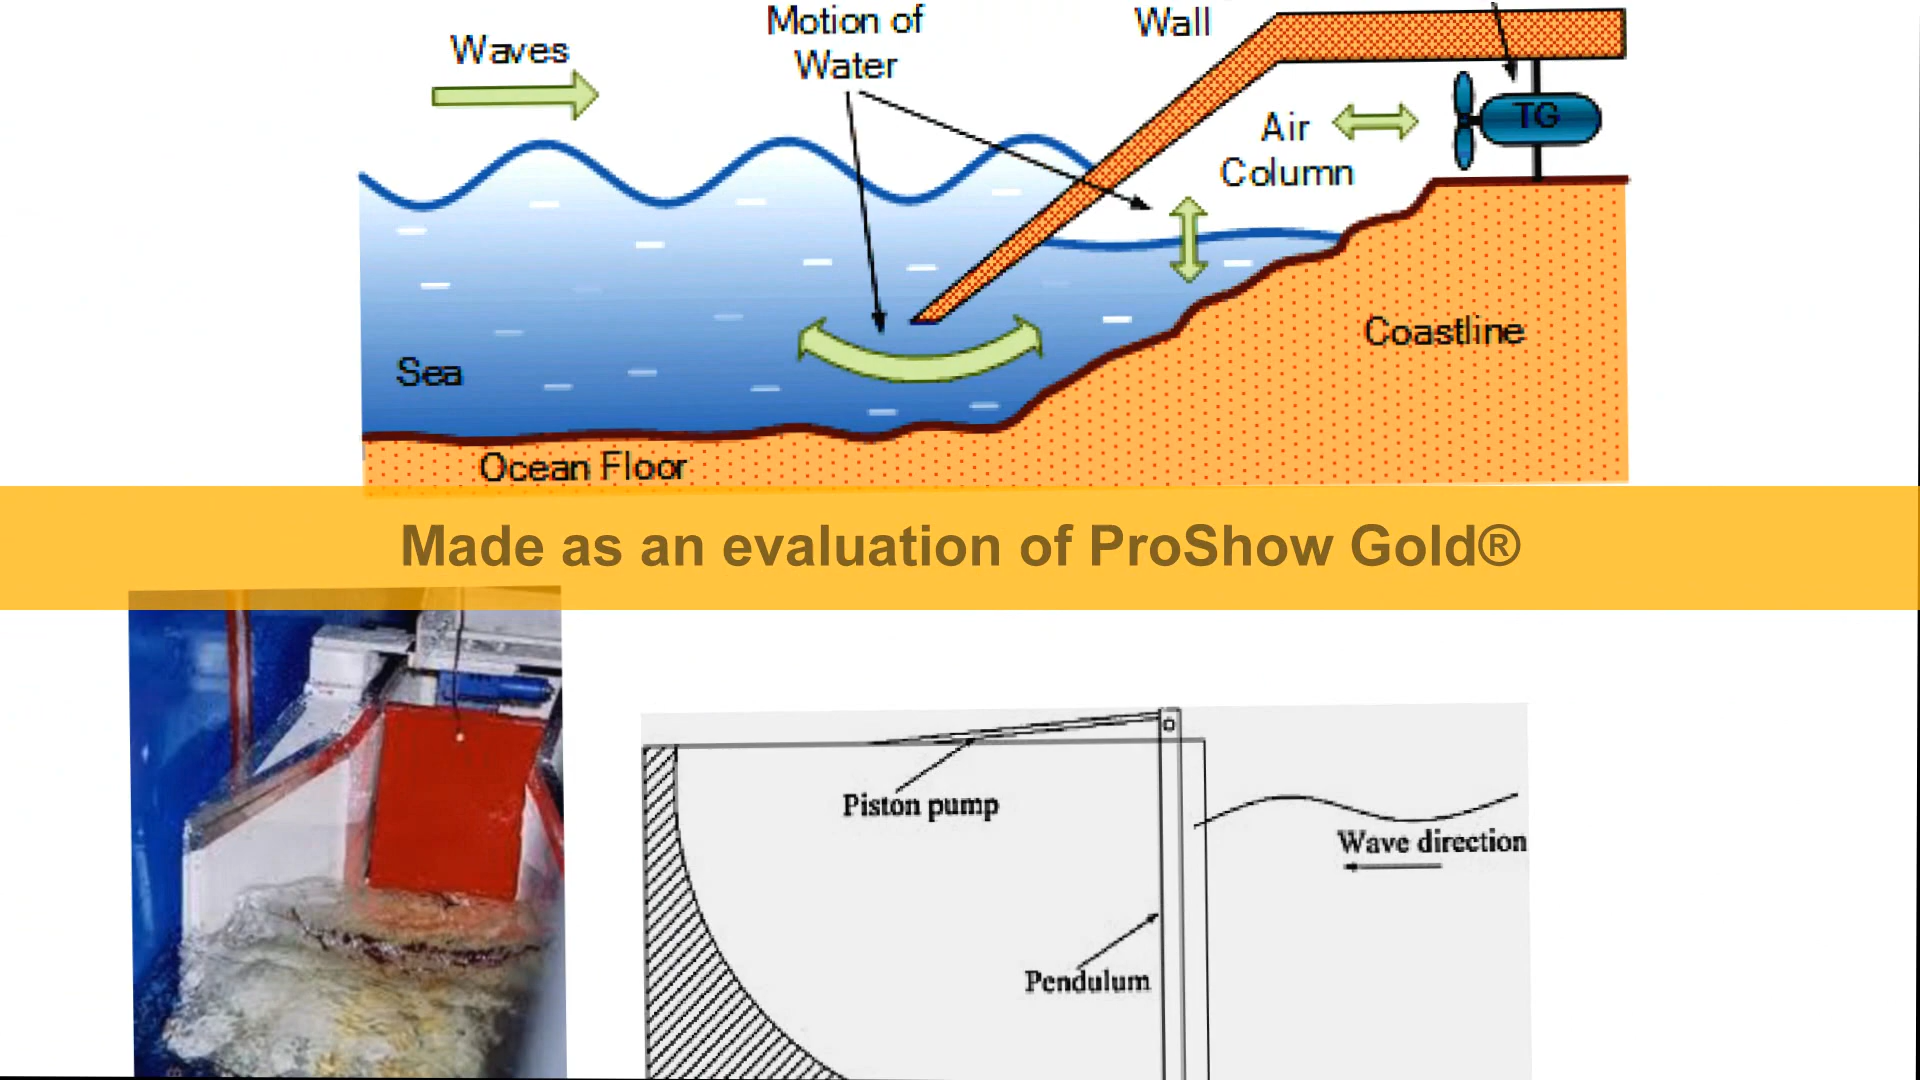 Waves
Motion of
Water
Wall
Air
Column
TG
Sea
Coastline
Ocean Floor
Made as an evaluation of ProShow Gold®
Piston pump
Wave direction
Pendulum